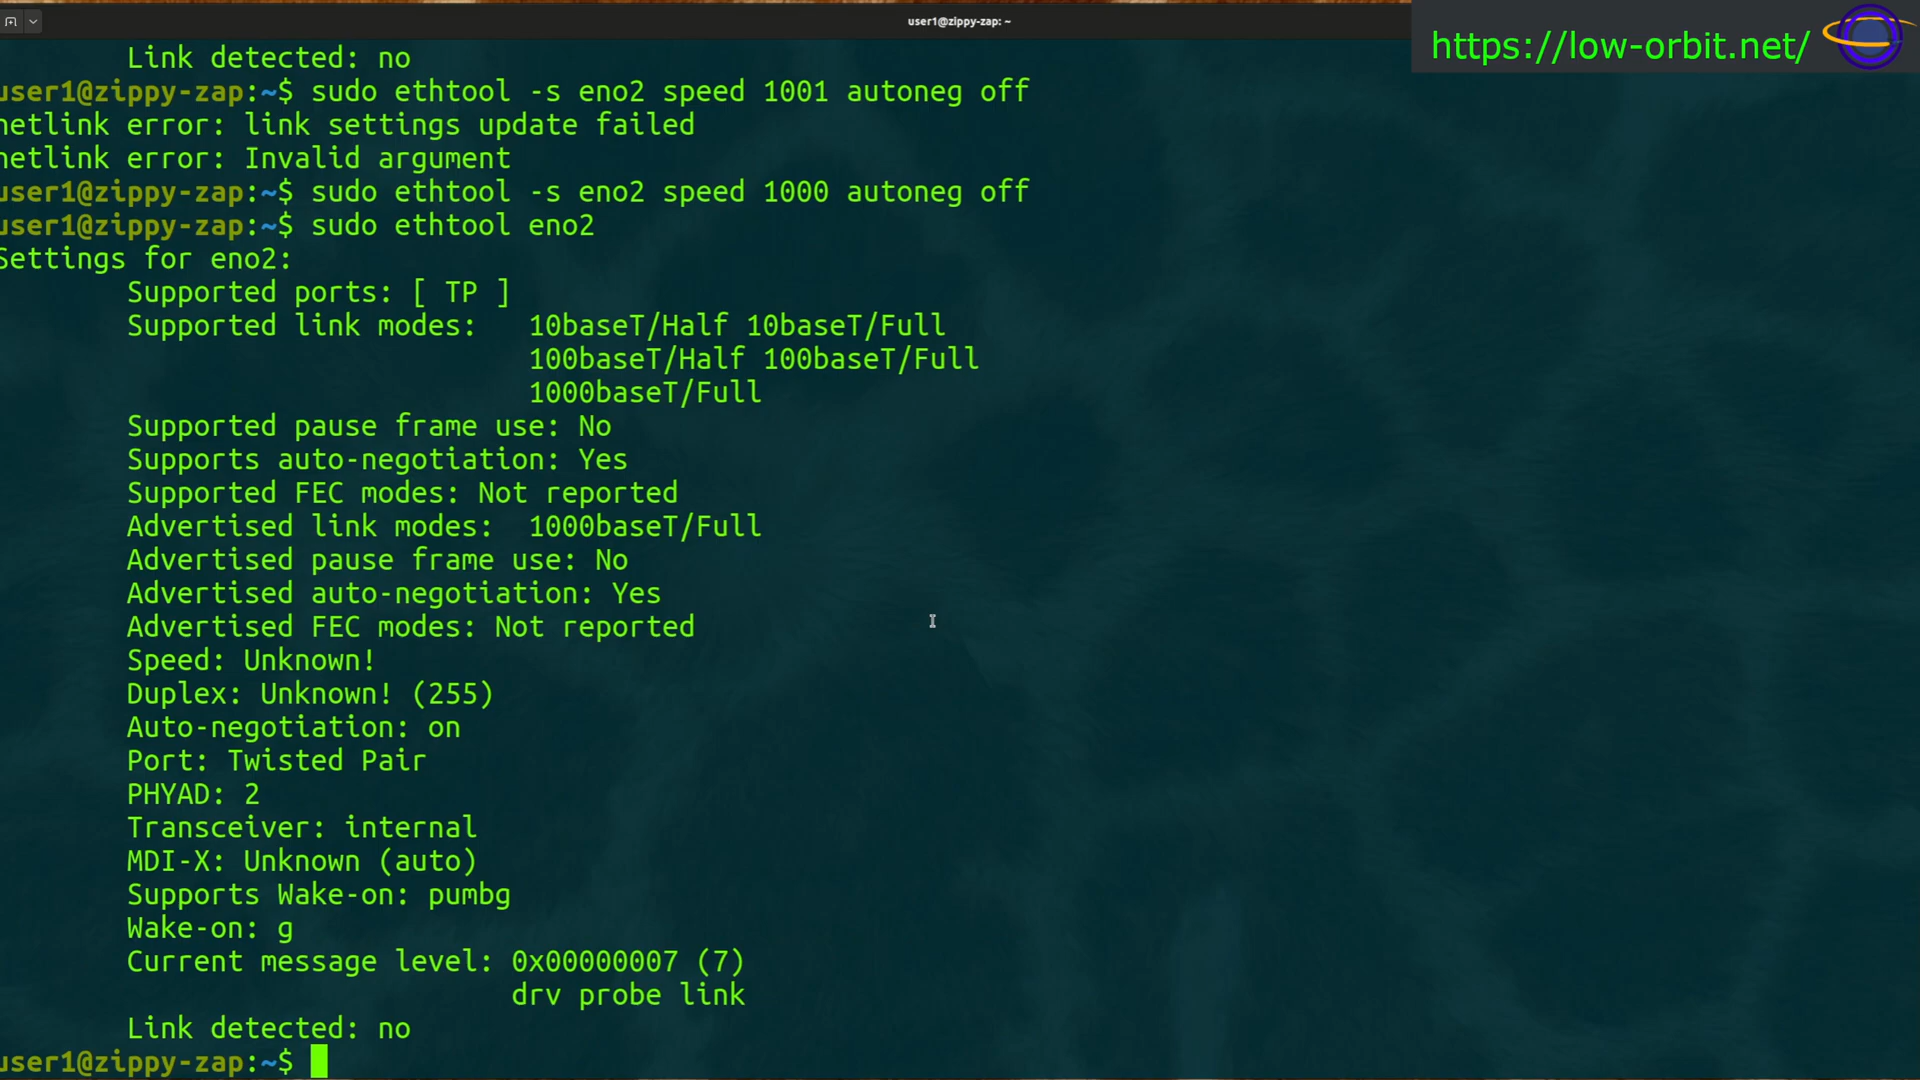 user1@zippy-zap: ~
https://low-orbit.net/
Link detected: no
user1@zippy-zap:~$ sudo ethtool -s eno2 speed 1001 autoneg off
netlink error: link settings update failed
netlink error: Invalid argument
user1@zippy-zap:~$ sudo ethtool -s eno2 speed 1000 autoneg off
user1@zippy-zap:~$ sudo ethtool eno2
Settings for eno2:
Supported ports: [ TP ]
Supported link modes: 10baseT/Half 10baseT/Full
100baseT/Half 100baseT/Full
1000baseT/Full
Supported pause frame use: No
Supports auto-negotiation: Yes
Supported FEC modes: Not reported
Advertised link modes: 1000baseT/Full
Advertised pause frame use: No
Advertised auto-negotiation: Yes
Advertised FEC modes: Not reported
Speed: Unknown!
Duplex: Unknown! (255)
Auto-negotiation: on
Port: Twisted Pair
PHYAD: 2
Transceiver: internal
MDI-X: Unknown (auto)
Supports Wake-on: pumbg
Wake-on: g
Current message level: 0x00000007 (7)
drv probe link
Link detected: no
user1@zippy-zap:~$